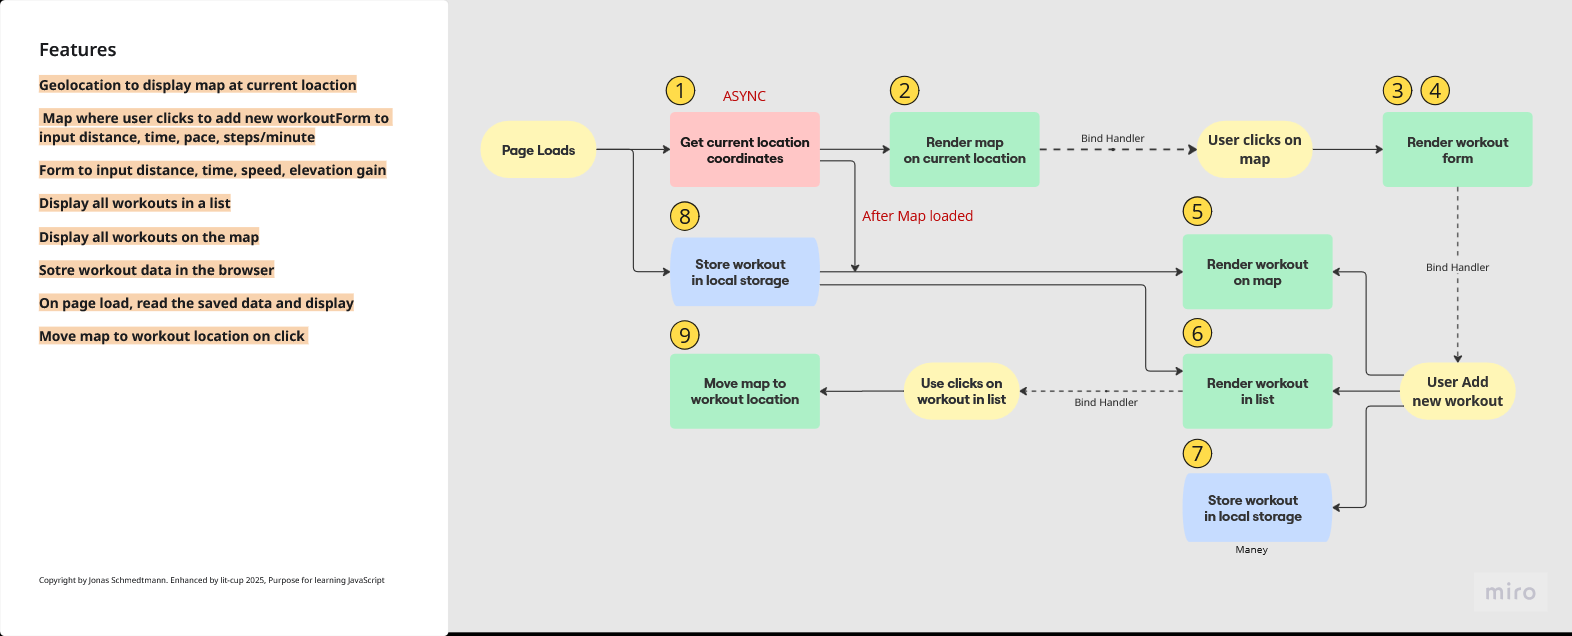 Features
Geolocation to display map at current loaction
Map where user clicks to add new workoutForm to
input distance, time, pace, steps/minute
Form to input distance, time, speed, elevation gain
Display all workouts in a list
Display all workouts on the map
Sotre workout data in the browser
On page load, read the saved data and display
Move map to workout location on click
Copyright by Jonas Schmedtmann. Enhanced by lit-cup 2025, Purpose for learning JavaScript
1
ASYNC
2
3
4
Page Loads
Get current location
coordinates
Render map
on current location
Bind Handler
User clicks on
map
Render workout
form
8
After Map loaded
5
Store workout
in local storage
Render workout
on map
Bind Handler
9
6
Move map to
workout location
Use clicks on
workout in list
Bind Handler
Render workout
in list
User Add
new workout
7
Store workout
in local storage
Maney
miro